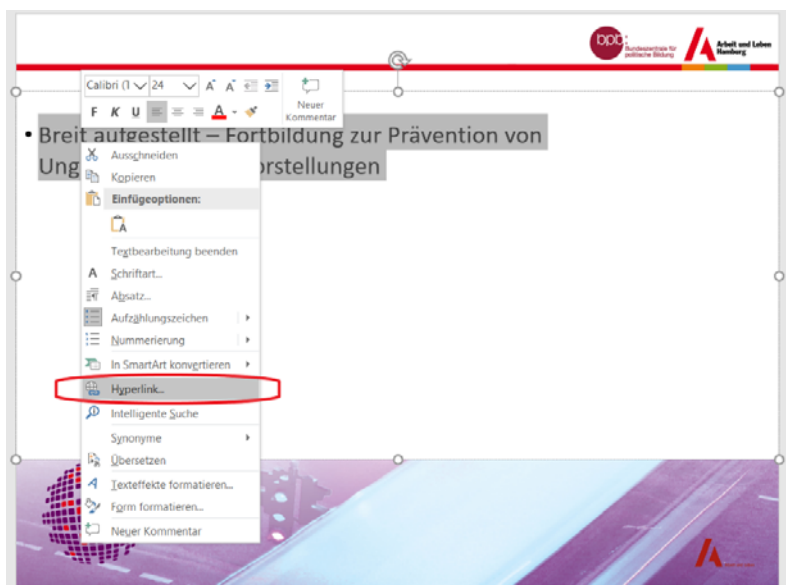 bpb:
Bundeszentrale für
politische Bildung
Arbeit und Leben
Hamburg
Calibri (T 24 A A
F K U A
Neuer
Kommentar
• Breit aufgestellt – Fortbildung zur Prävention von
Ung orstellungen
Ausschneiden
Kopieren
Einfügeoptionen:
A
Textbearbeitung beenden
A Schriftart...
Absatz...
Aufzählungszeichen
Nummerierung
In SmartArt konvertieren
Hyperlink...
Intelligente Suche
Synonyme
Übersetzen
Texteffekte formatieren...
Form formatieren...
Neuer Kommentar